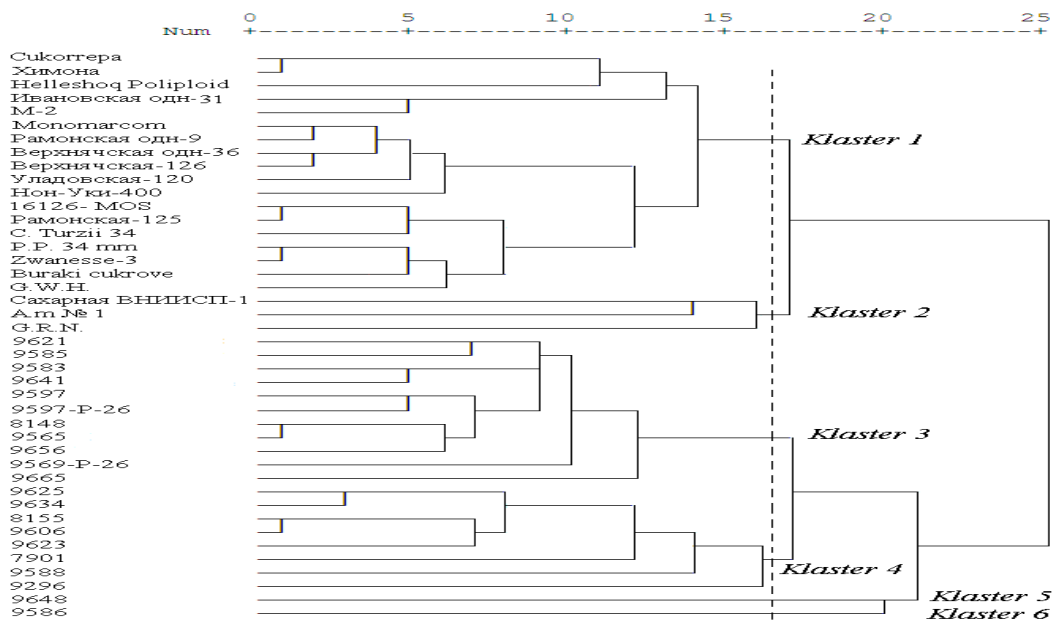 0 5 10 15 20 25
Num
Cukorrepa
Химона
Helleshoq Poliploid
Ивановская одн-31
М-2
Monomarcom
Рамонская одн-9
Верхнячская одн-36
Верхнячская-126
Уладовская-120
Нон-Уки-400
16126- MOS
Рамонская-125
C. Turzii 34
P.P. 34 mm
Zwanesse-3
Buraki cukrove
G.W.H.
Сахарная ВНИИСП-1
A.m № 1
G.R.N.
9621
9585
9583
9641
9597
9597-P-26
8148
9565
9656
9569-P-26
9665
9625
9634
8155
9606
9623
7901
9588
9296
9648
9586
Klaster 1
Klaster 2
Klaster 3
Klaster 4
Klaster 5
Klaster 6